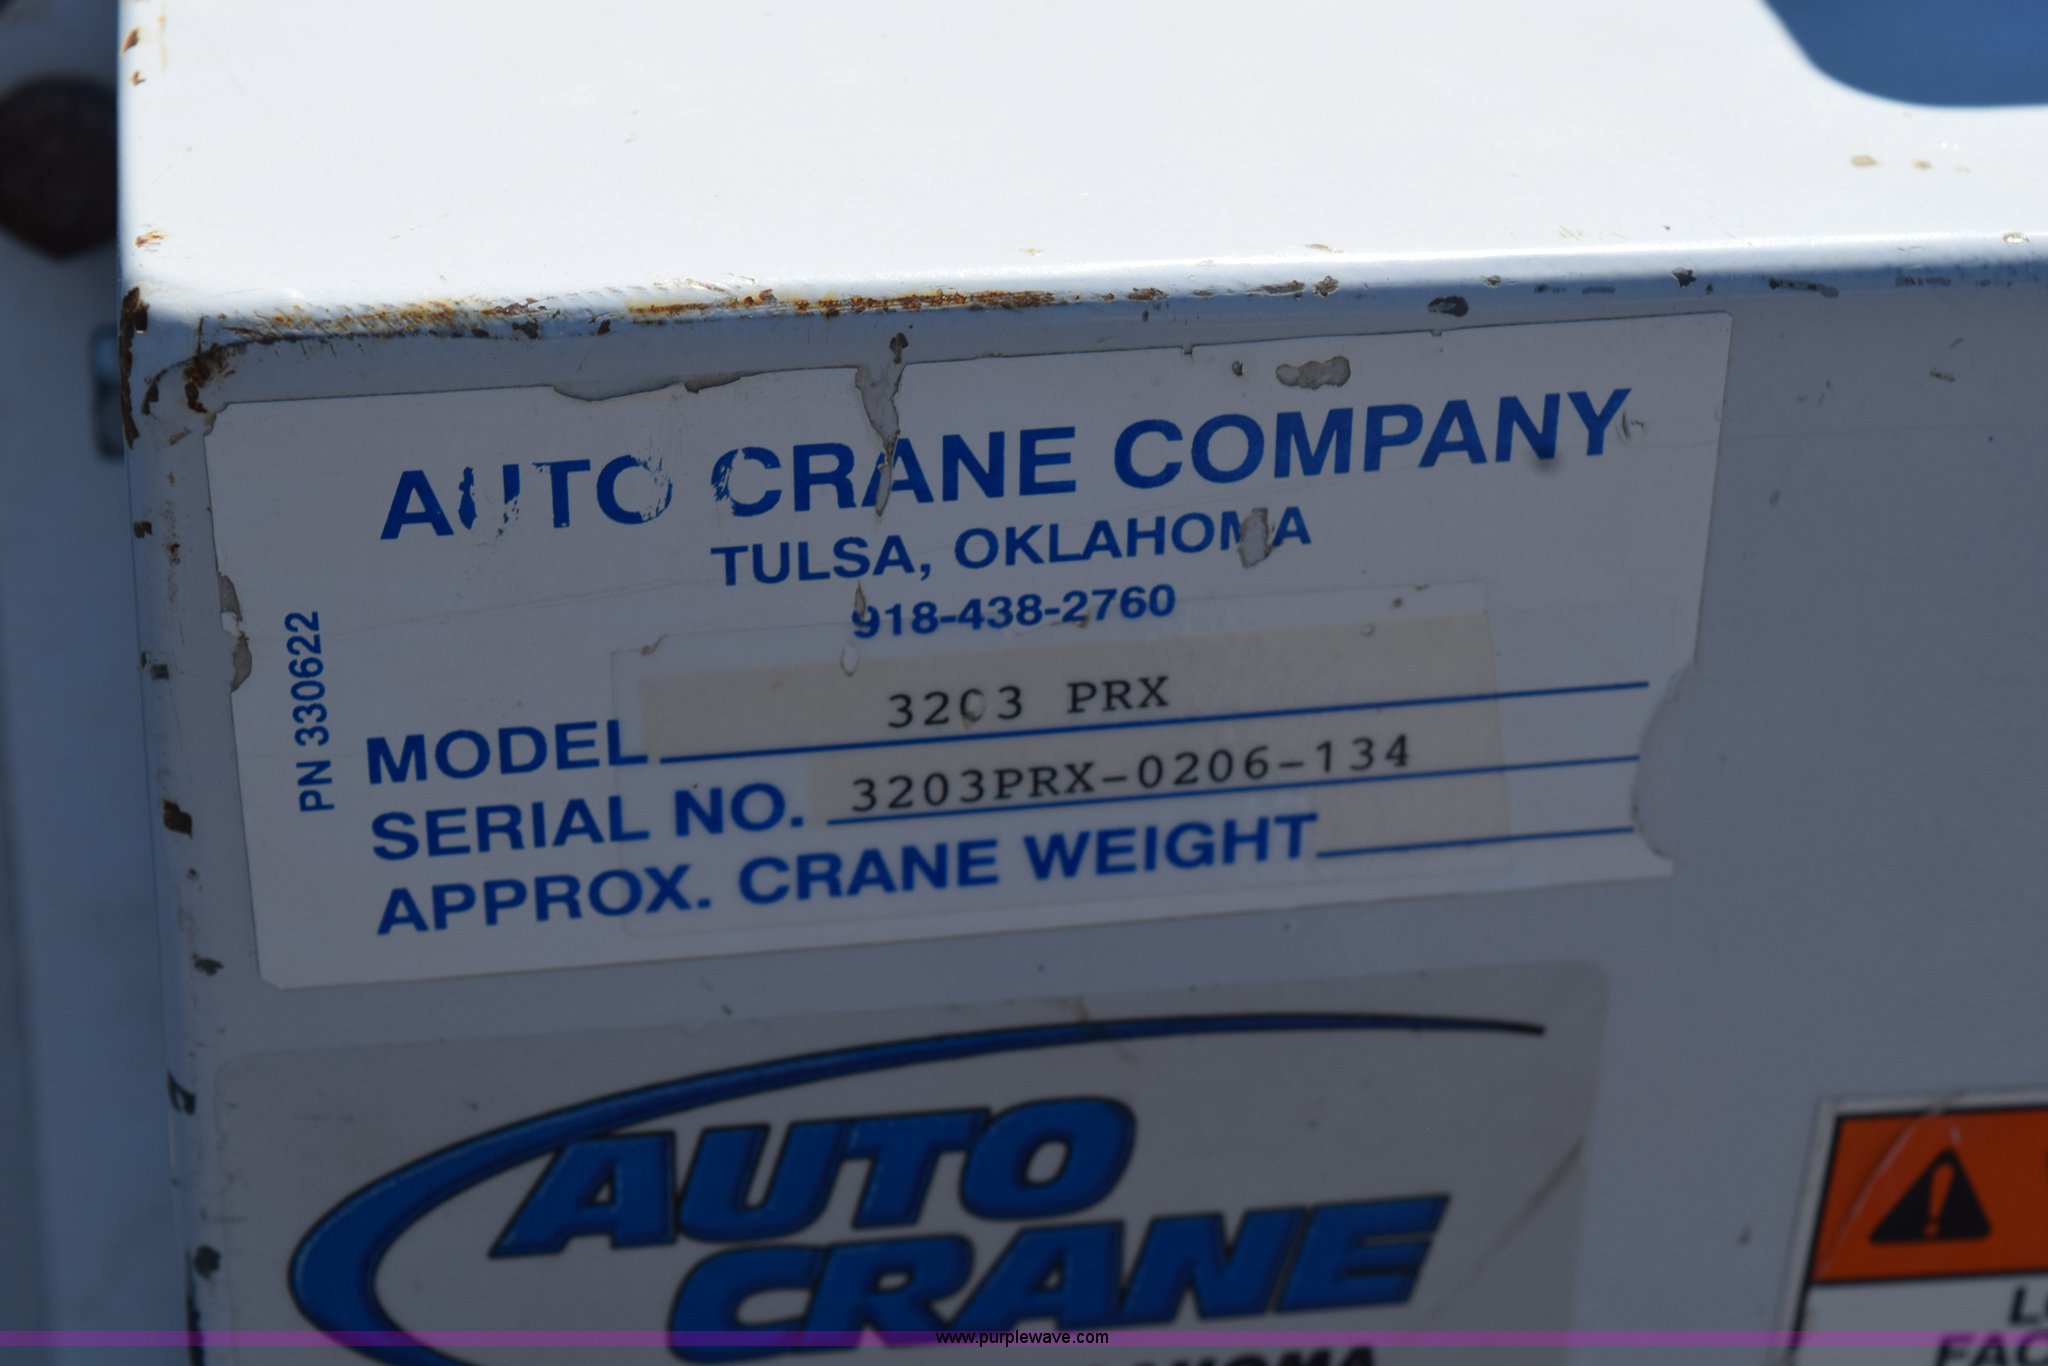 AUTO CRANE COMPANY
TULSA, OKLAHOMA
918-438-2760
PN 330622
MODEL 3203 PRX
SERIAL NO. 3203PRX-0206-134
APPROX. CRANE WEIGHT
AUTO
CRANE
www.purplewave.com